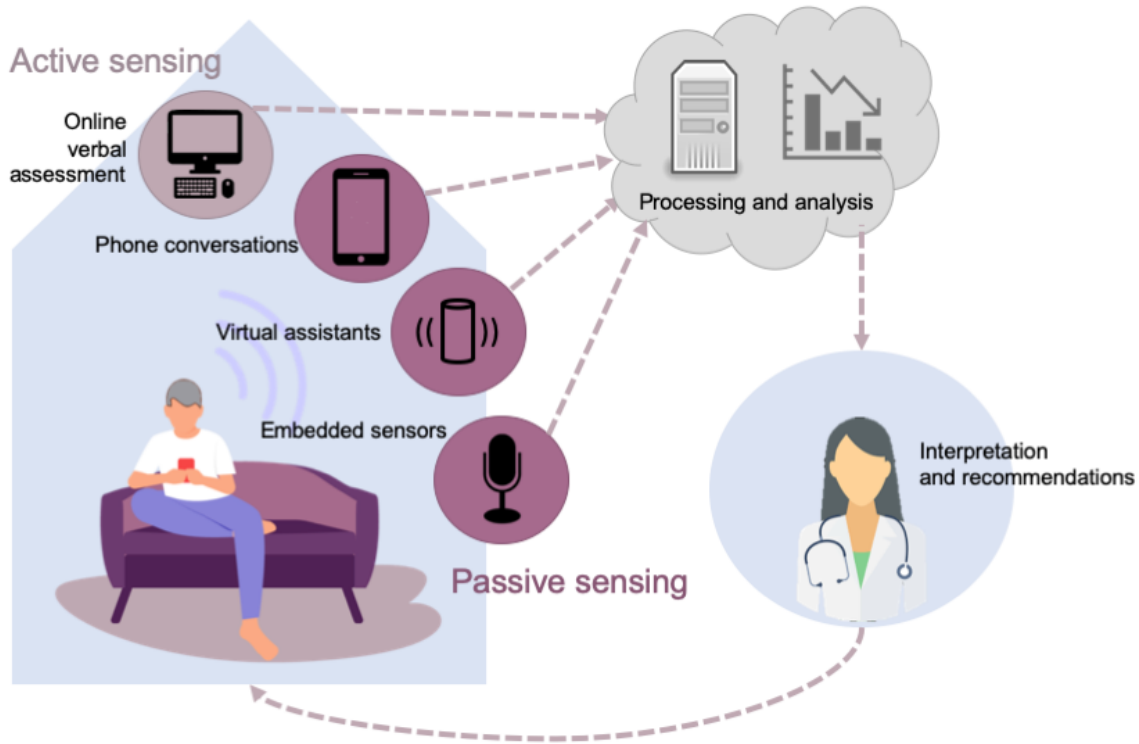 Active sensing
Online
verbal
assessment
Phone conversations
Virtual assistants
Embedded sensors
Passive sensing
Processing and analysis
Interpretation
and recommendations